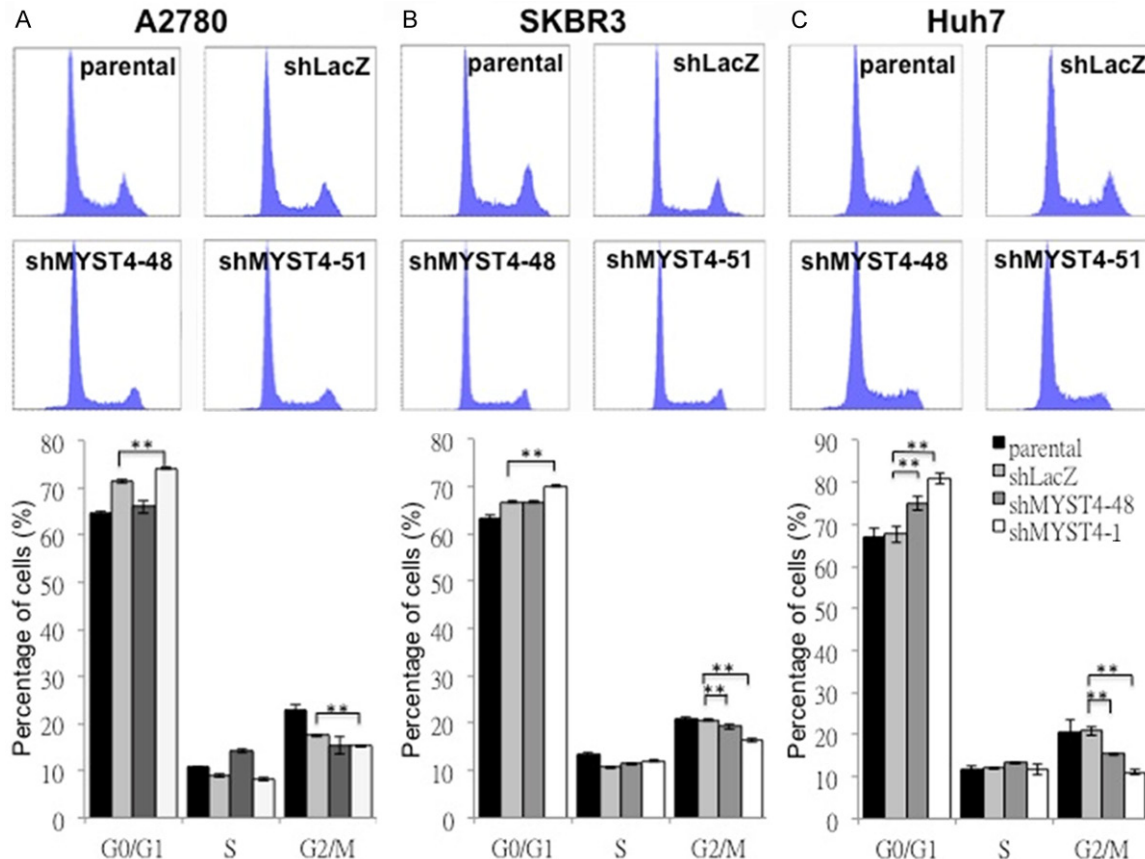 A A2780
parental shLacZ
shMYST4-48 shMYST4-51
Percentage of cells (%)
80
70
60
50
40
30
20
10
0
**
**
G0/G1 S G2/M
B SKBR3
parental shLacZ
shMYST4-48 shMYST4-51
Percentage of cells (%)
80
70
60
50
40
30
20
10
0
**
**
**
G0/G1 S G2/M
C Huh7
parental shLacZ
shMYST4-48 shMYST4-51
Percentage of cells (%)
90
80
70
60
50
40
30
20
10
0
**
**
**
**
parental
shLacZ
shMYST4-48
shMYST4-1
G0/G1 S G2/M